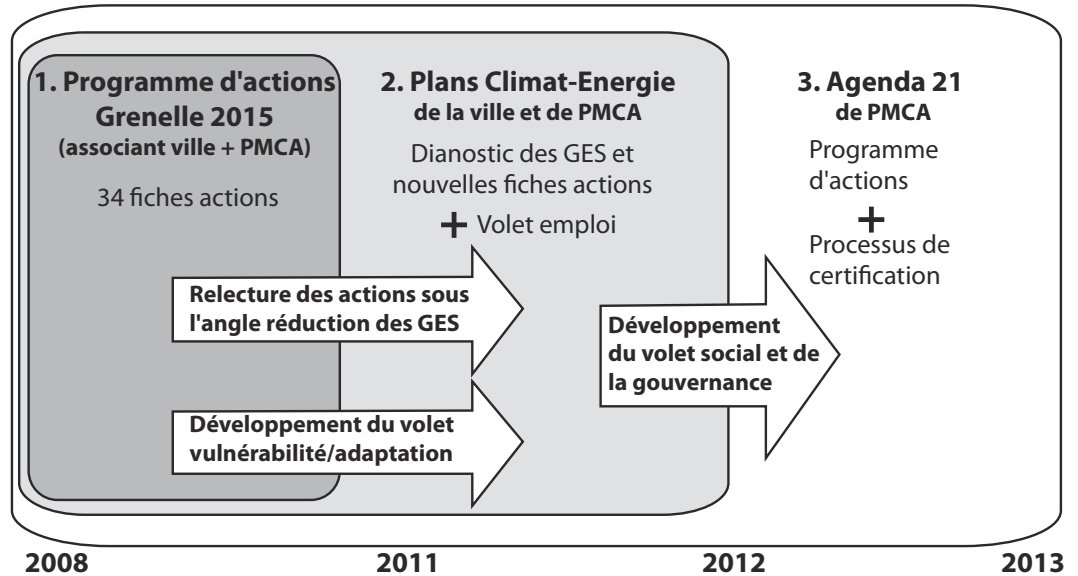 1. Programme d'actions
Grenelle 2015
(associant ville + PMCA)
34 fiches actions
2. Plans Climat-Energie
de la ville et de PMCA
Dianostic des GES et
nouvelles fiches actions
+ Volet emploi
3. Agenda 21
de PMCA
Programme
d'actions
+
Processus de
certification
Relecture des actions sous
l'angle réduction des GES
Développement du volet
vulnérabilité/adaptation
Développement
du volet social et de
la gouvernance
2008 2011 2012 2013